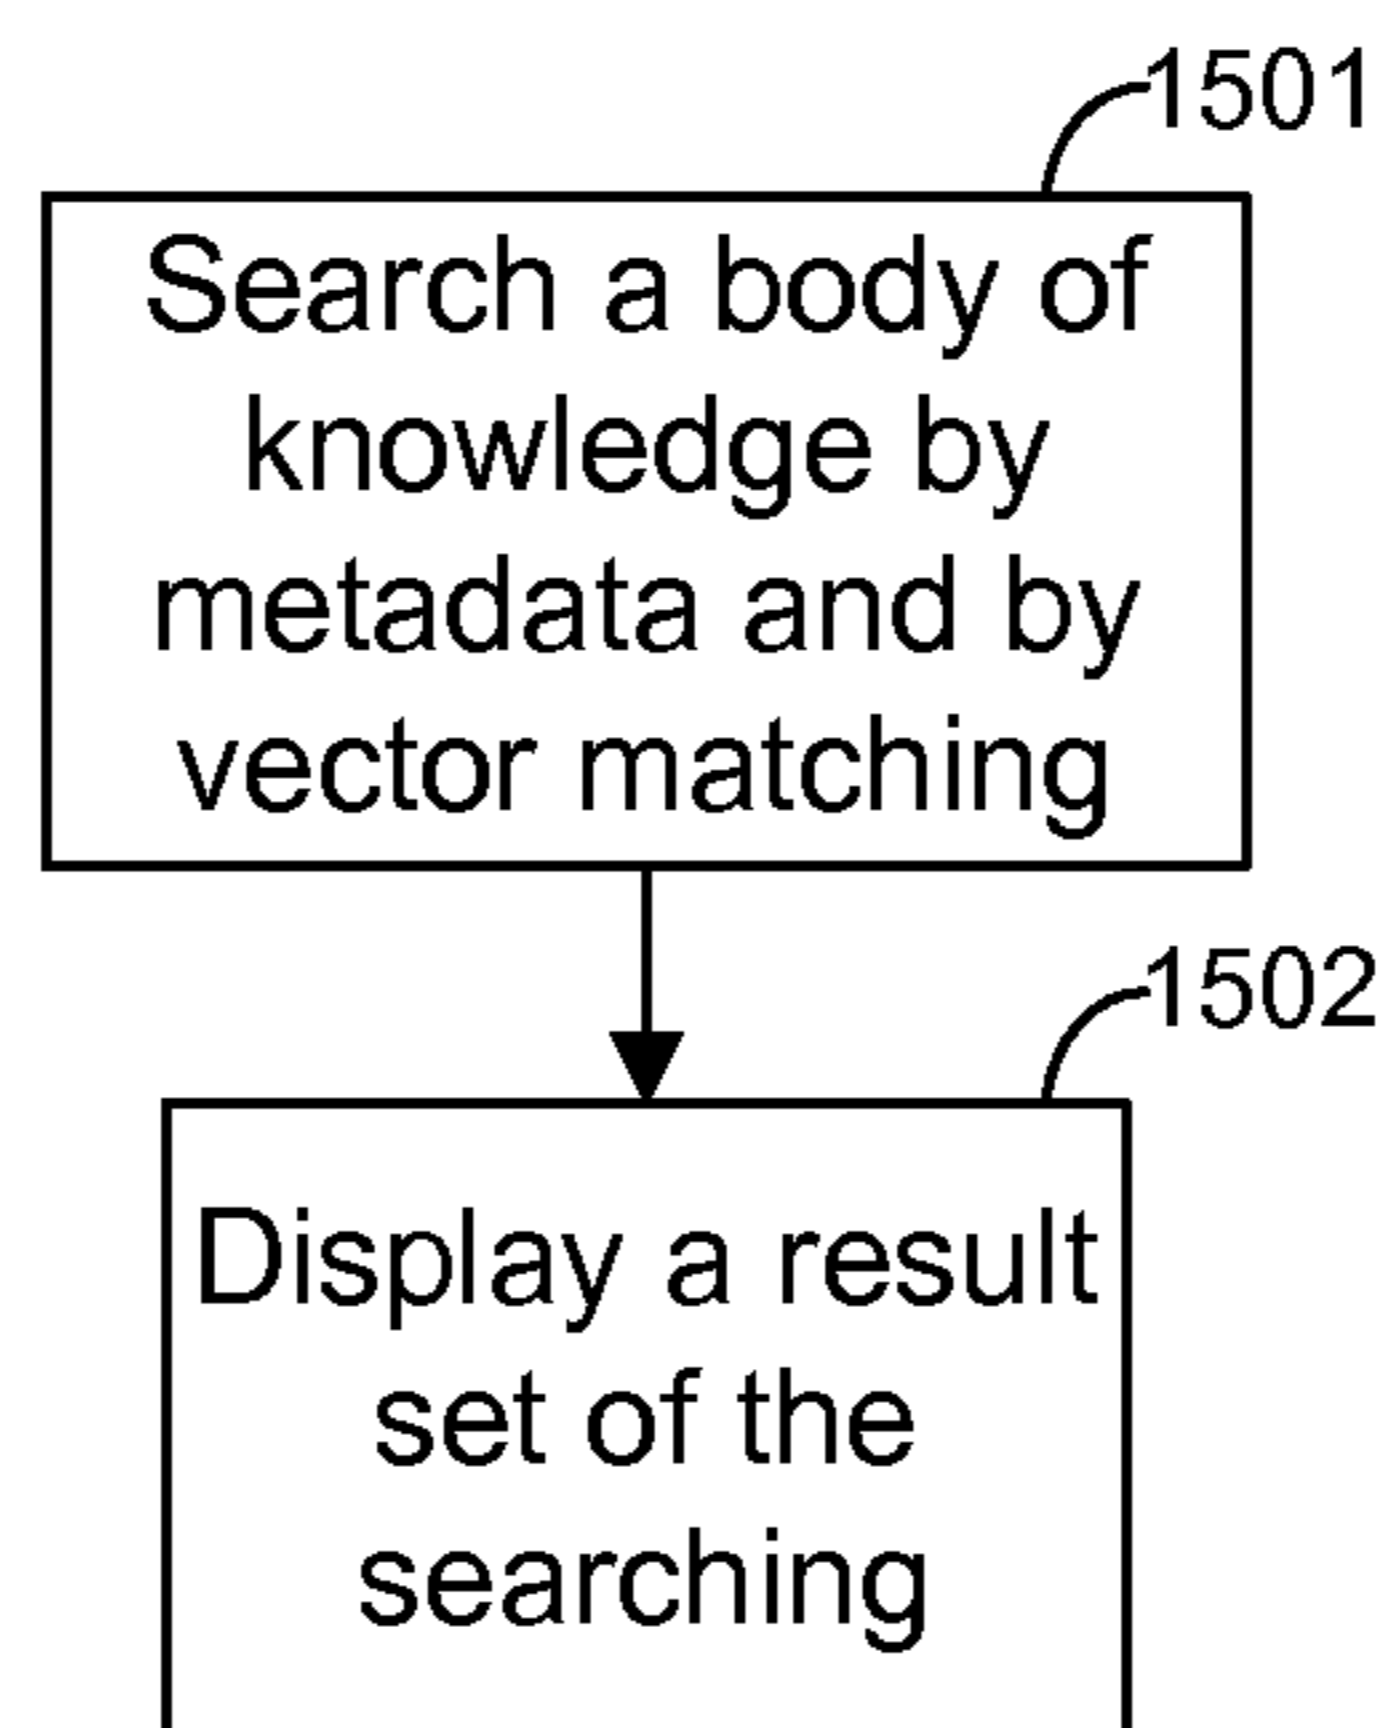 1501
Search a body of
knowledge by
metadata and by
vector matching
1502
Display a result
set of the
searching